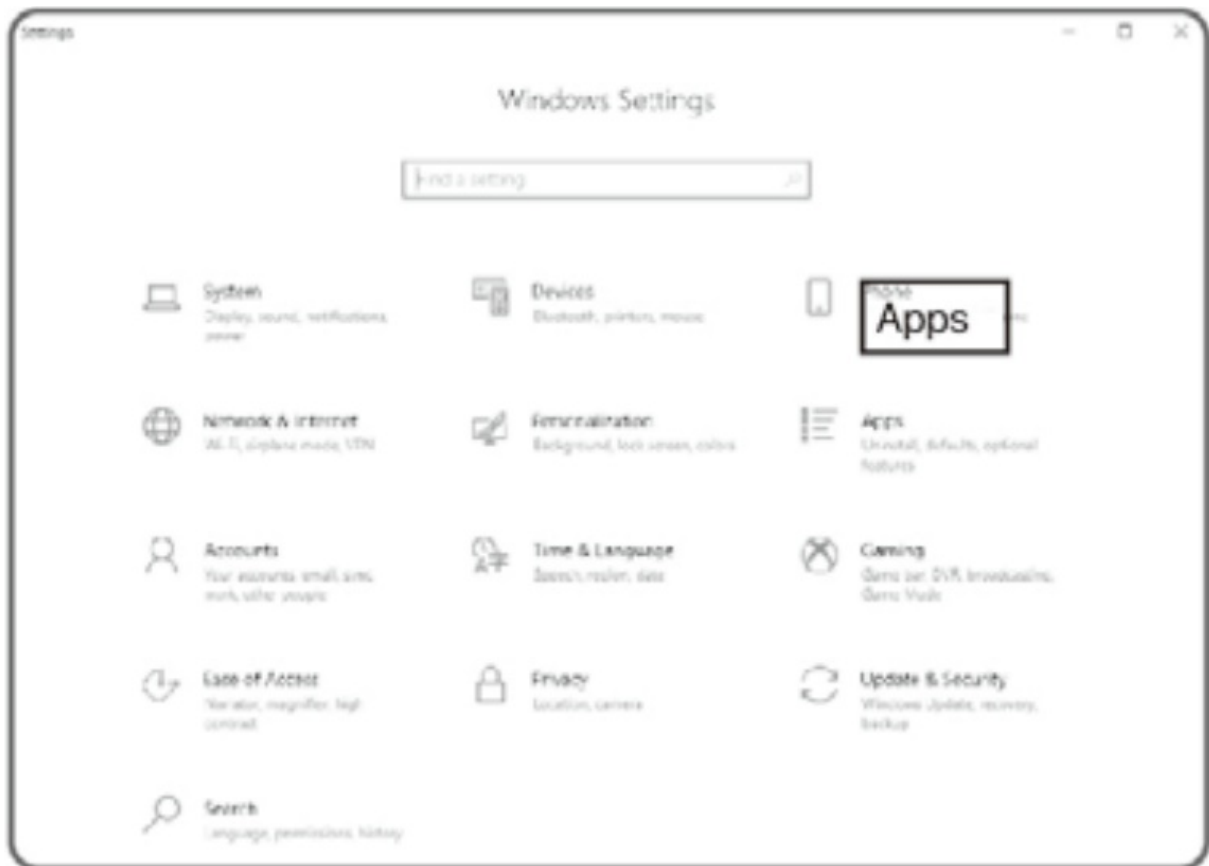 Settings
Windows Settings
Find a setting
System
Display, sound, notifications,
power
Devices
Bluetooth, printers, mouse
Phone
Apps
Network & Internet
Wi-Fi, airplane mode, VPN
Personalization
Background, lock screen, colors
Apps
Uninstall, defaults, optional
features
Accounts
Your accounts, email, sync,
work, other people
Time & Language
Speech, region, date
Gaming
Game bar, DVR, broadcasting,
Game Mode
Ease of Access
Narrator, magnifier, high
contrast
Privacy
Location, camera
Update & Security
Windows Update, recovery,
backup
Search
Language, permissions, history